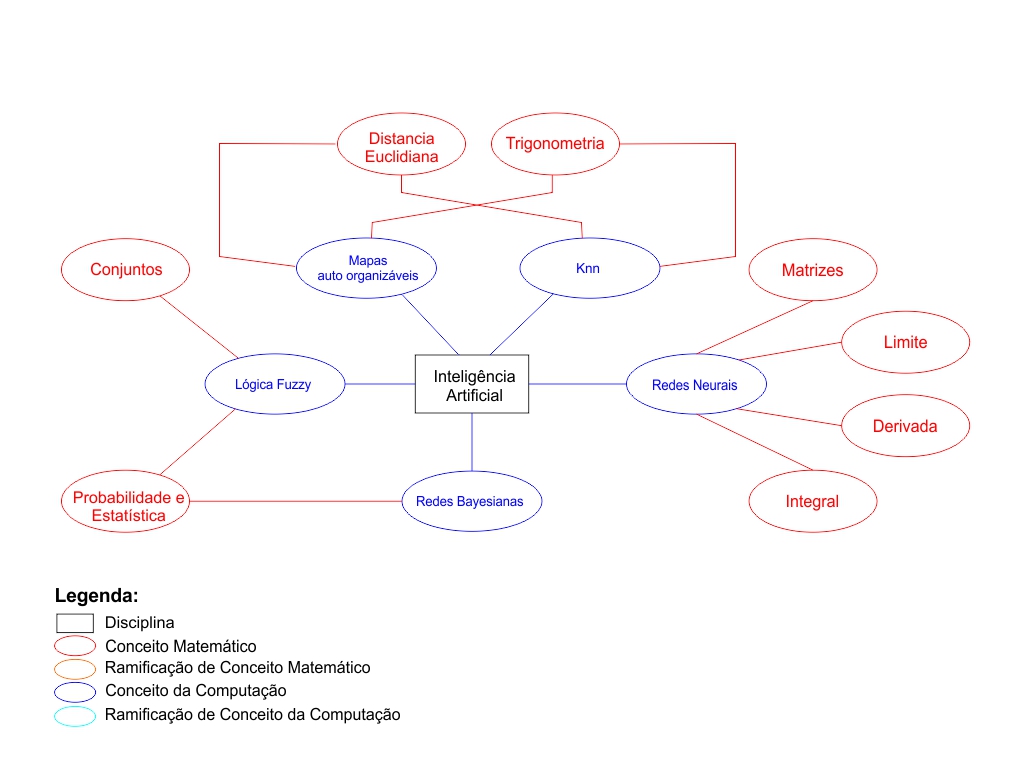 Distancia
Euclidiana
Trigonometria
Mapas
auto organizáveis
Knn
Conjuntos
Matrizes
Limite
Lógica Fuzzy
Inteligência
Artificial
Redes Neurais
Derivada
Probabilidade e
Estatística
Redes Bayesianas
Integral
Legenda:
Disciplina
Conceito Matemático
Ramificação de Conceito Matemático
Conceito da Computação
Ramificação de Conceito da Computação